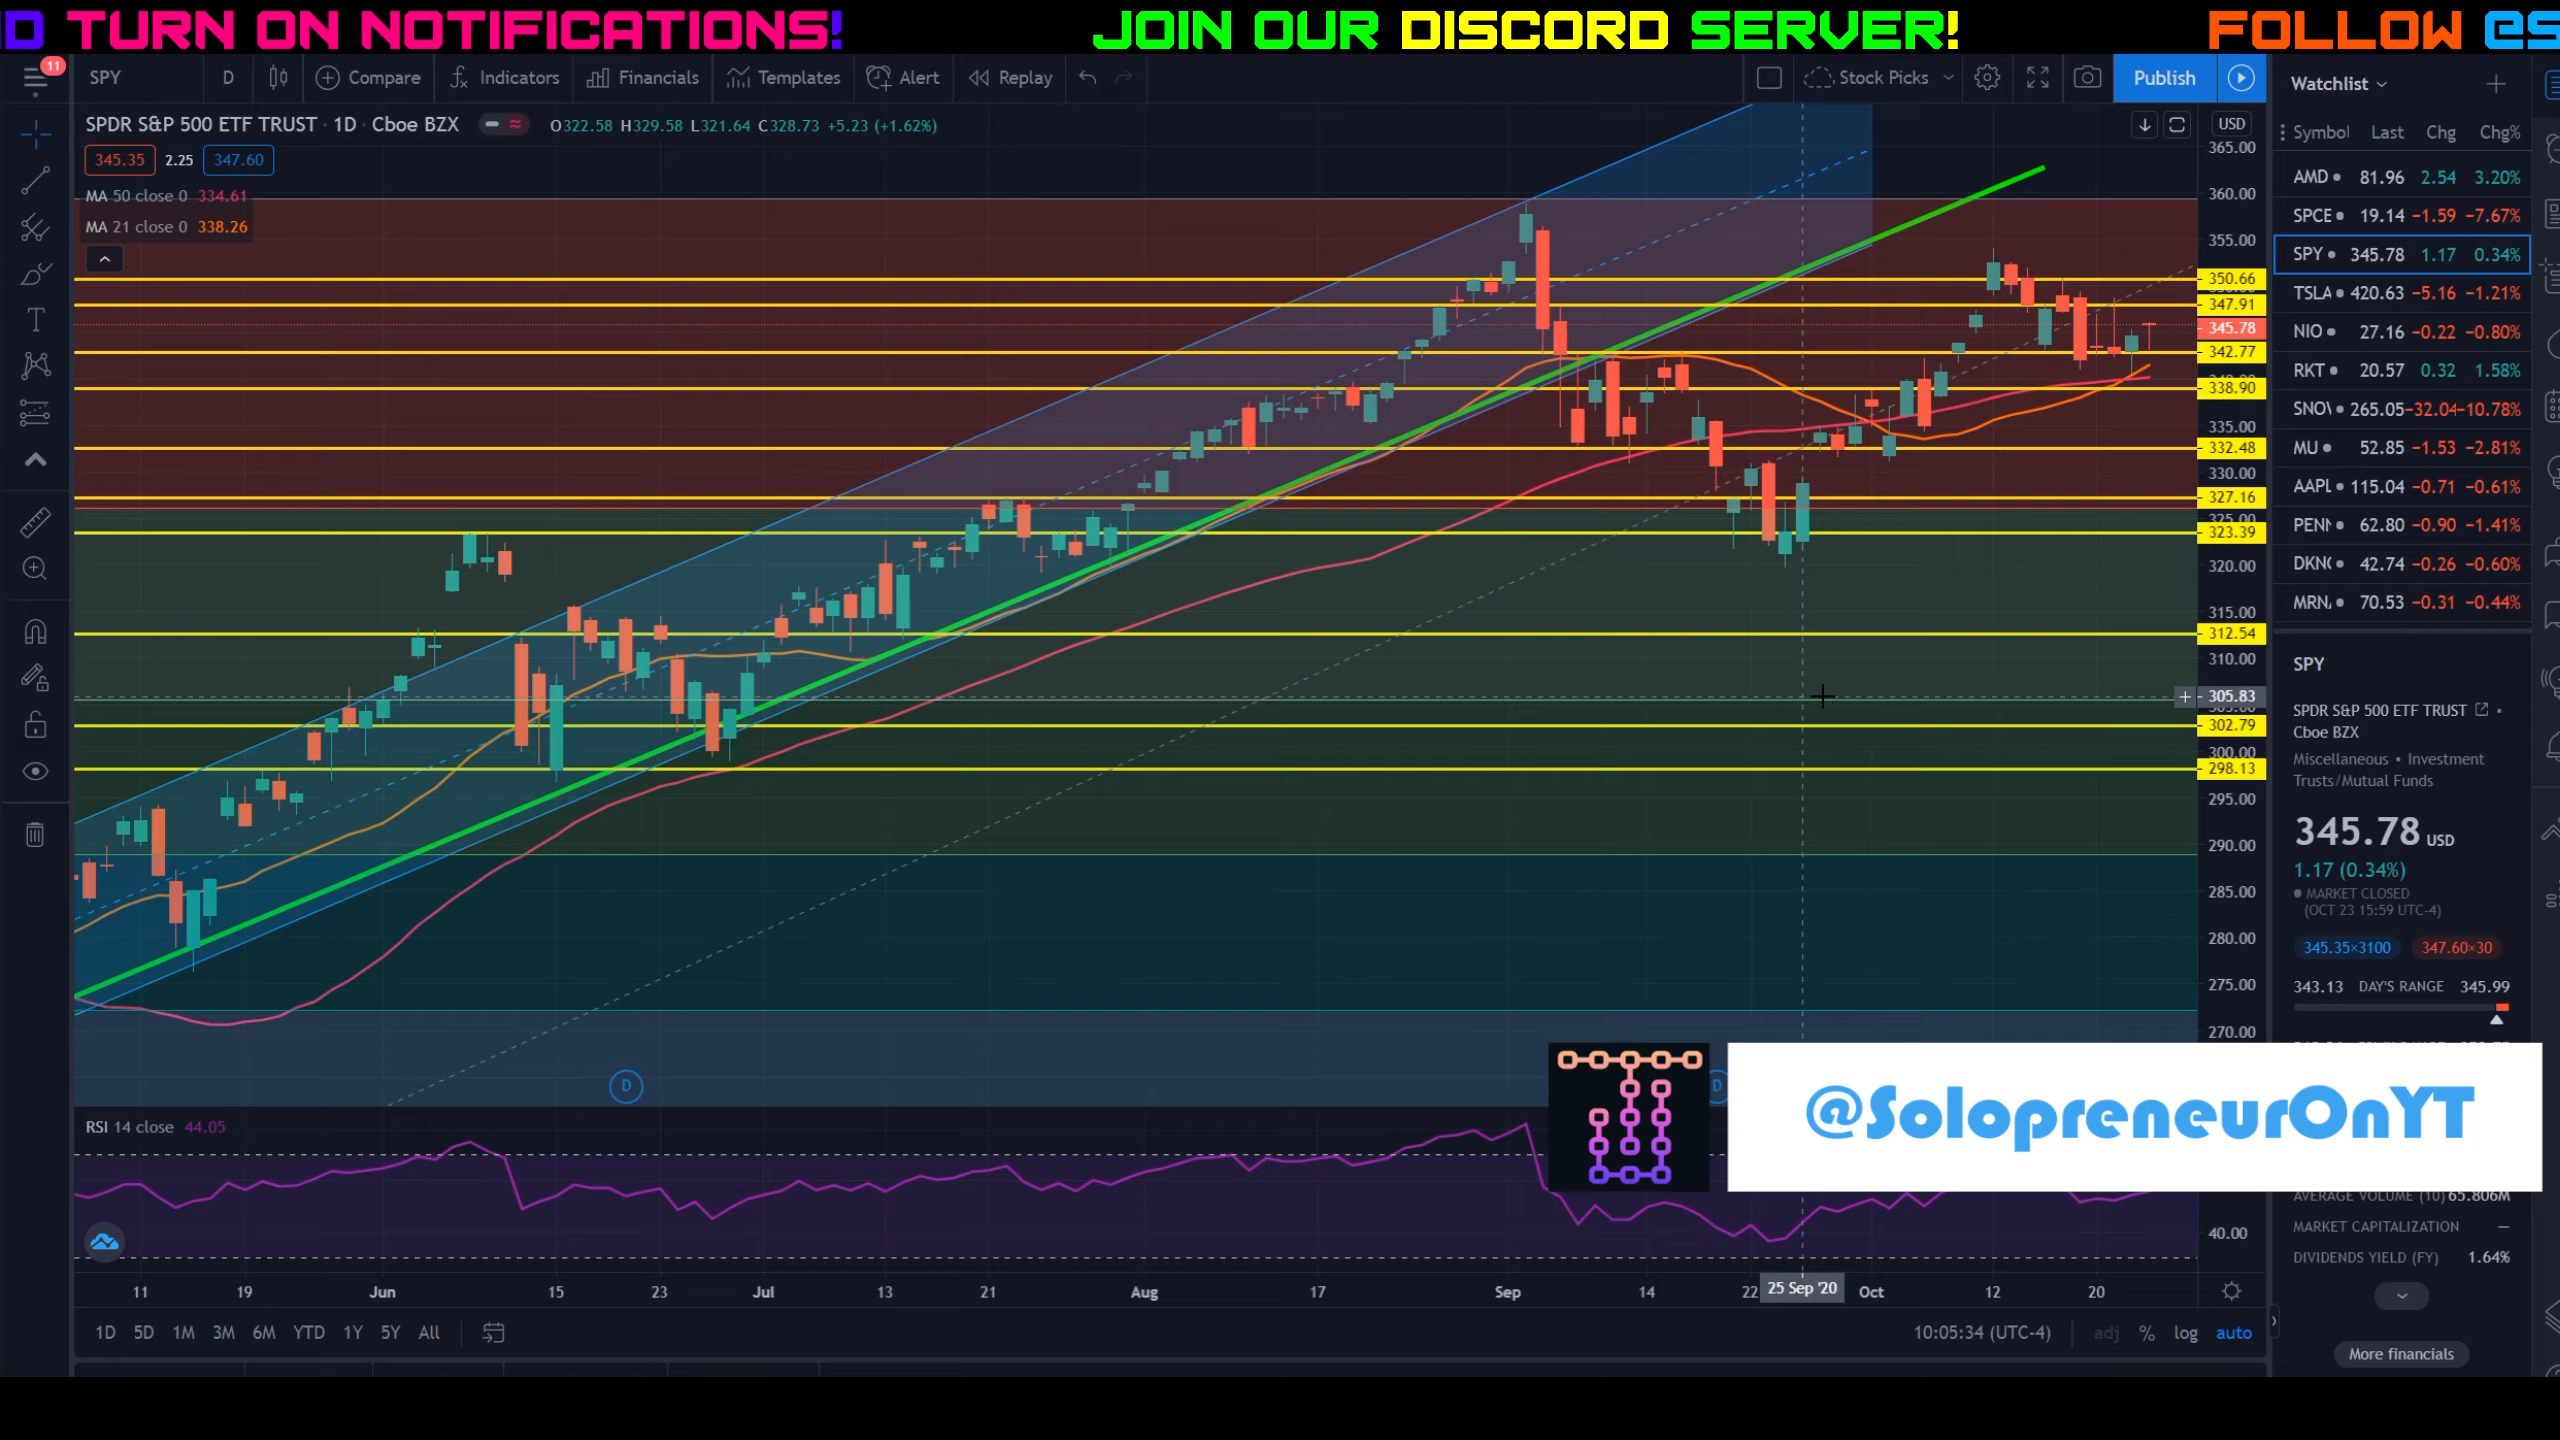 D TURN ON NOTIFICATIONS! JOIN OUR DISCORD SERVER! FOLLOW eS
11 SPY D Compare Indicators Financials Templates Alert Replay Stock Picks Publish
Watchlist
SPDR S&P 500 ETF TRUST · 1D · Cboe BZX O322.58 H329.58 L321.64 C328.73 +5.23 (+1.62%)
345.35 2.25 347.60
MA 50 close 0 334.61
MA 21 close 0 338.26
USD
365.00
360.00
355.00
350.66
347.91
345.78
342.77
338.90
335.00
332.48
330.00
327.16
325.00
323.39
320.00
315.00
312.54
310.00
305.83
302.79
300.00
298.13
295.00
290.00
285.00
280.00
275.00
270.00
Symbol Last Chg Chg%
AMD 81.96 2.54 3.20%
SPCE 19.14 −1.59 −7.67%
SPY 345.78 1.17 0.34%
TSLA 420.63 −5.16 −1.21%
NIO 27.16 −0.22 −0.80%
RKT 20.57 0.32 1.58%
SNOW 265.05 −32.04 −10.78%
MU 52.85 −1.53 −2.81%
AAPL 115.04 −0.71 −0.61%
PENN 62.80 −0.90 −1.41%
DKNG 42.74 −0.26 −0.60%
MRNA 70.53 −0.31 −0.44%
SPY
SPDR S&P 500 ETF TRUST •
Cboe BZX
Miscellaneous • Investment
Trusts/Mutual Funds
345.78 USD
1.17 (0.34%)
MARKET CLOSED
(OCT 23 15:59 UTC-4)
345.35×3100 347.60×30
343.13 DAY'S RANGE 345.99
D D
@SolopreneurOnYT
AVERAGE VOLUME (10) 65.806M
MARKET CAPITALIZATION —
DIVIDENDS YIELD (FY) 1.64%
More financials
RSI 14 close 44.05
40.00
11 19 Jun 15 23 Jul 13 21 Aug 17 Sep 14 22 25 Sep '20 Oct 12 20
1D 5D 1M 3M 6M YTD 1Y 5Y All 10:05:34 (UTC-4) adj % log auto